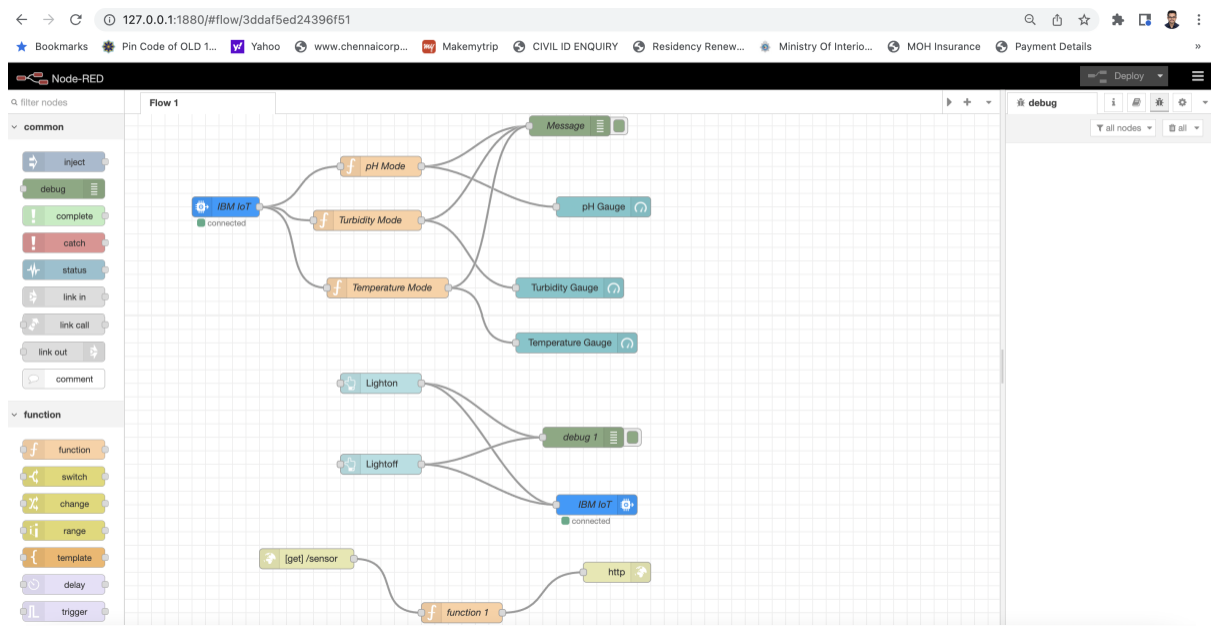 127.0.0.1:1880/#flow/3ddaf5ed24396f51
Bookmarks Pin Code of OLD 1... Yahoo www.chennaicorp... Makemytrip CIVIL ID ENQUIRY Residency Renew... Ministry Of Interio... MOH Insurance Payment Details »
Node-RED Deploy
filter nodes Flow 1 debug
common all nodes all
inject
debug
complete
catch
status
link in
link call
link out
comment
function
function
switch
change
range
template
delay
trigger
Message
pH Mode
IBM IoT
connected
pH Gauge
Turbidity Mode
Temperature Mode
Turbidity Gauge
Temperature Gauge
Lighton
debug 1
Lightoff
IBM IoT
connected
[get] /sensor
http
function 1